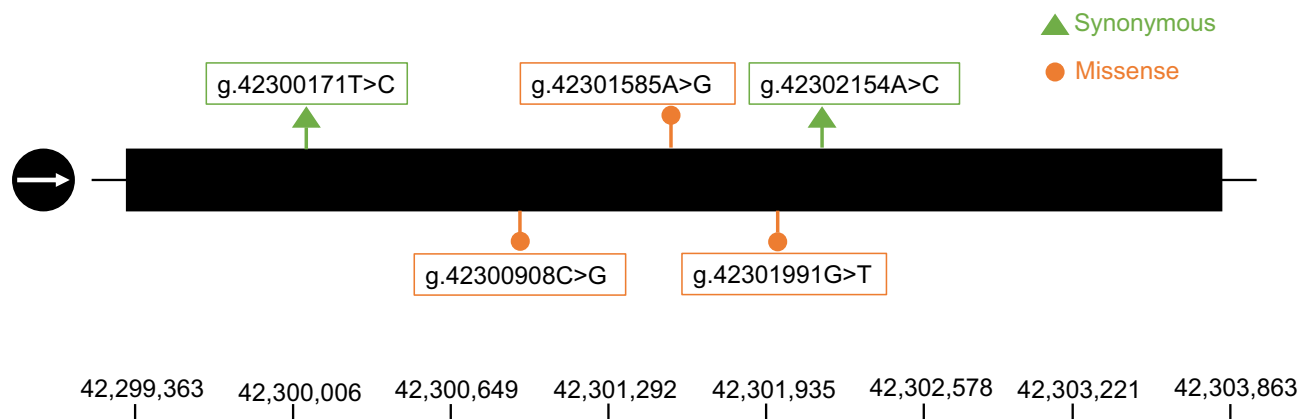 Synonymous
Missense
g.42300171T>C
g.42301585A>G
g.42302154A>C
g.42300908C>G
g.42301991G>T
42,299,363 42,300,006 42,300,649 42,301,292 42,301,935 42,302,578 42,303,221 42,303,863